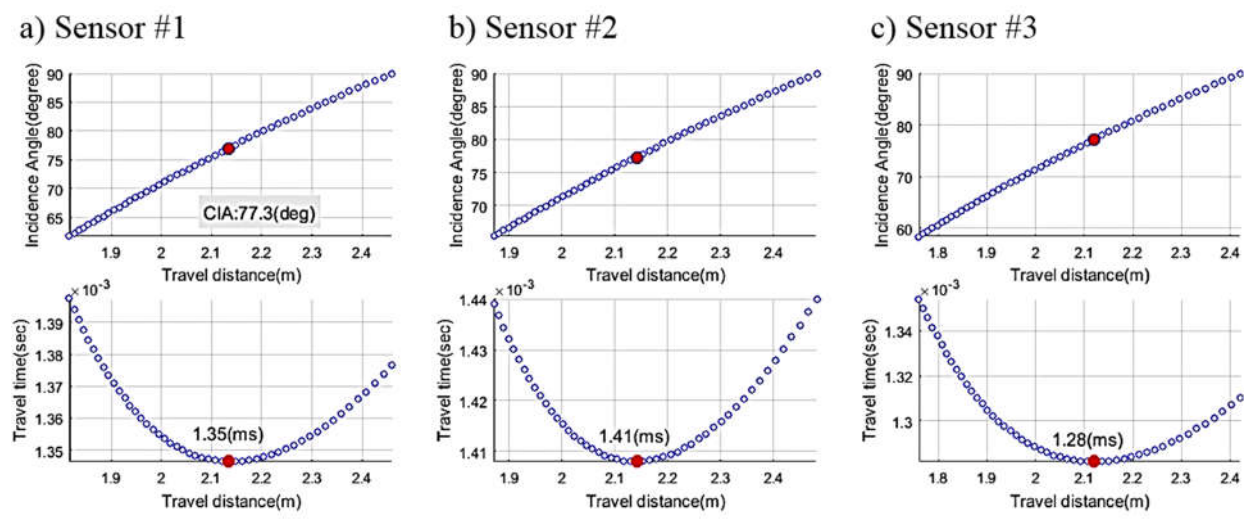 a) Sensor #1
b) Sensor #2
c) Sensor #3
Incidence Angle(degree)
90
85
80
75
70
65
CIA:77.3(deg)
1.9 2 2.1 2.2 2.3 2.4
Travel distance(m)
Incidence Angle(degree)
90
85
80
75
70
1.9 2 2.1 2.2 2.3 2.4
Travel distance(m)
Incidence Angle(degree)
90
80
70
60
1.8 1.9 2 2.1 2.2 2.3 2.4
Travel distance(m)
×10⁻³
Travel time(sec)
1.39
1.38
1.37
1.36
1.35
1.35(ms)
1.9 2 2.1 2.2 2.3 2.4
Travel distance(m)
×10⁻³
Travel time(sec)
1.44
1.43
1.42
1.41
1.41(ms)
1.9 2 2.1 2.2 2.3 2.4
Travel distance(m)
×10⁻³
Travel time(sec)
1.34
1.32
1.3
1.28(ms)
1.8 1.9 2 2.1 2.2 2.3 2.4
Travel distance(m)